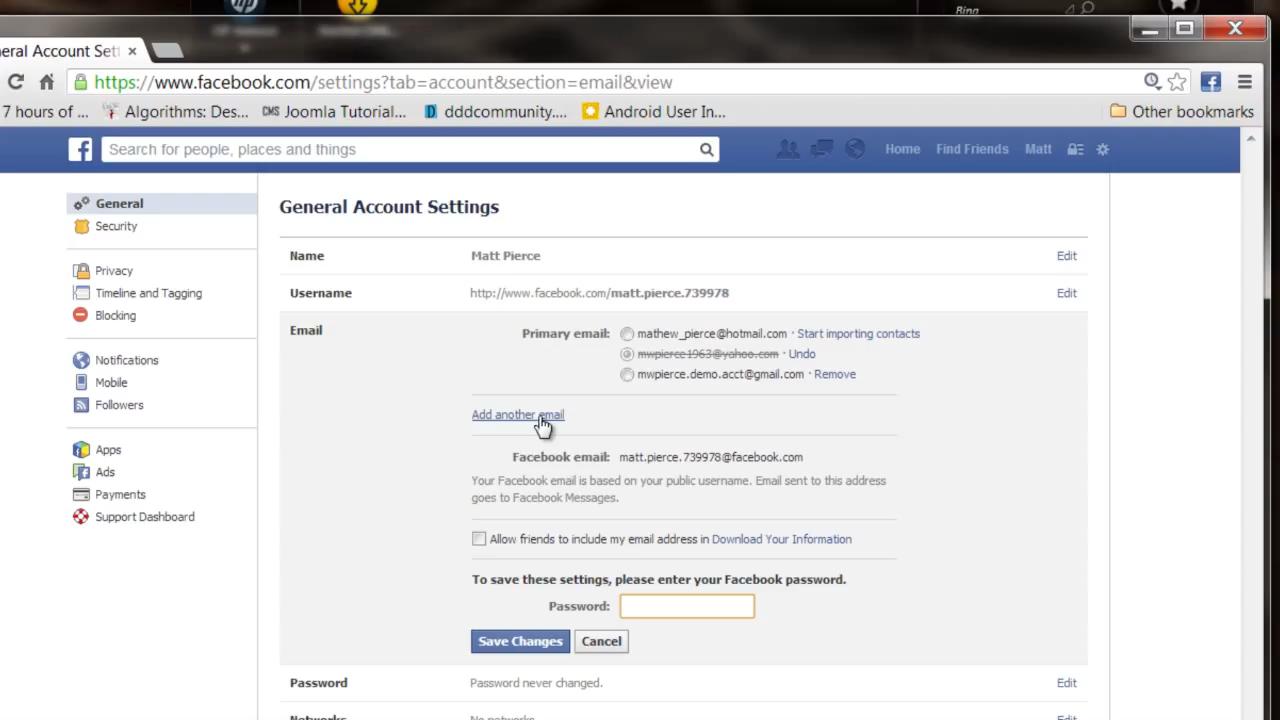 Bing
eral Account Sett
https://www.facebook.com/settings?tab=account&section=email&view
7 hours of ... Algorithms: Des... CMS Joomla Tutorial... D dddcommunity.... Android User In... Other bookmarks
f Search for people, places and things Home Find Friends Matt
General
Security
Privacy
Timeline and Tagging
Blocking
Notifications
Mobile
Followers
Apps
Ads
Payments
Support Dashboard
General Account Settings
Name Matt Pierce Edit
Username http://www.facebook.com/matt.pierce.739978 Edit
Email Primary email: mathew_pierce@hotmail.com · Start importing contacts
mwpierce1963@yahoo.com · Undo
mwpierce.demo.acct@gmail.com · Remove
Add another email
Facebook email: matt.pierce.739978@facebook.com
Your Facebook email is based on your public username. Email sent to this address
goes to Facebook Messages.
Allow friends to include my email address in Download Your Information
To save these settings, please enter your Facebook password.
Password:
Save Changes Cancel
Password Password never changed. Edit
Networks No networks. Edit